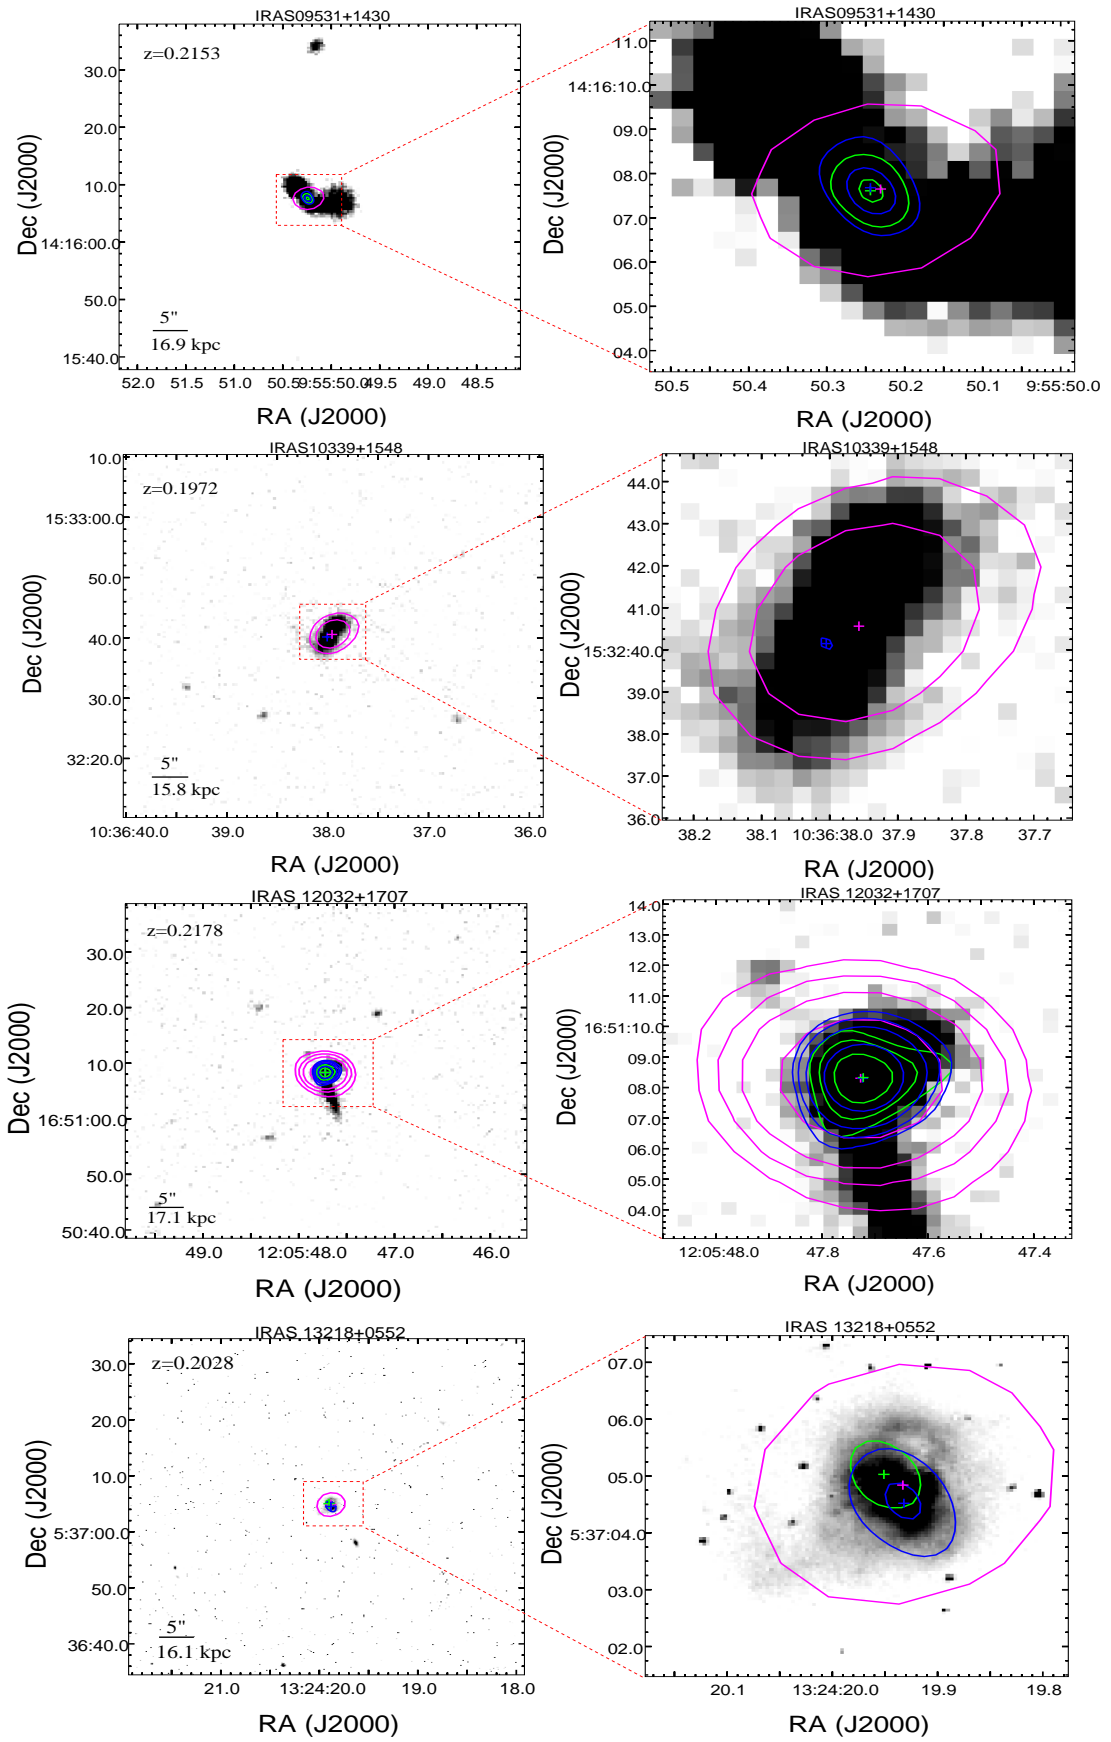 IRAS09531+1430
z=0.2153
30.0
20.0
10.0
14:16:00.0
50.0
15:40.0
5"
16.9 kpc
52.0 51.5 51.0 50.5 9:55:50.0 49.5 49.0 48.5
RA (J2000)
Dec (J2000)
IRAS09531+1430
11.0
14:16:10.0
09.0
08.0
07.0
06.0
05.0
04.0
50.5 50.4 50.3 50.2 50.1 9:55:50.0
RA (J2000)
Dec (J2000)
IRAS10339+1548
z=0.1972
10.0
15:33:00.0
50.0
40.0
30.0
32:20.0
5"
15.8 kpc
10:36:40.0 39.0 38.0 37.0 36.0
RA (J2000)
Dec (J2000)
IRAS10339+1548
44.0
43.0
42.0
41.0
15:32:40.0
39.0
38.0
37.0
36.0
38.2 38.1 10:36:38.0 37.9 37.8 37.7
RA (J2000)
Dec (J2000)
IRAS 12032+1707
z=0.2178
30.0
20.0
10.0
16:51:00.0
50.0
50:40.0
5"
17.1 kpc
49.0 12:05:48.0 47.0 46.0
RA (J2000)
Dec (J2000)
IRAS 12032+1707
14.0
13.0
12.0
11.0
16:51:10.0
09.0
08.0
07.0
06.0
05.0
04.0
12:05:48.0 47.8 47.6 47.4
RA (J2000)
Dec (J2000)
IRAS 13218+0552
z=0.2028
30.0
20.0
10.0
5:37:00.0
50.0
36:40.0
5"
16.1 kpc
21.0 13:24:20.0 19.0 18.0
RA (J2000)
Dec (J2000)
IRAS 13218+0552
07.0
06.0
05.0
5:37:04.0
03.0
02.0
20.1 13:24:20.0 19.9 19.8
RA (J2000)
Dec (J2000)